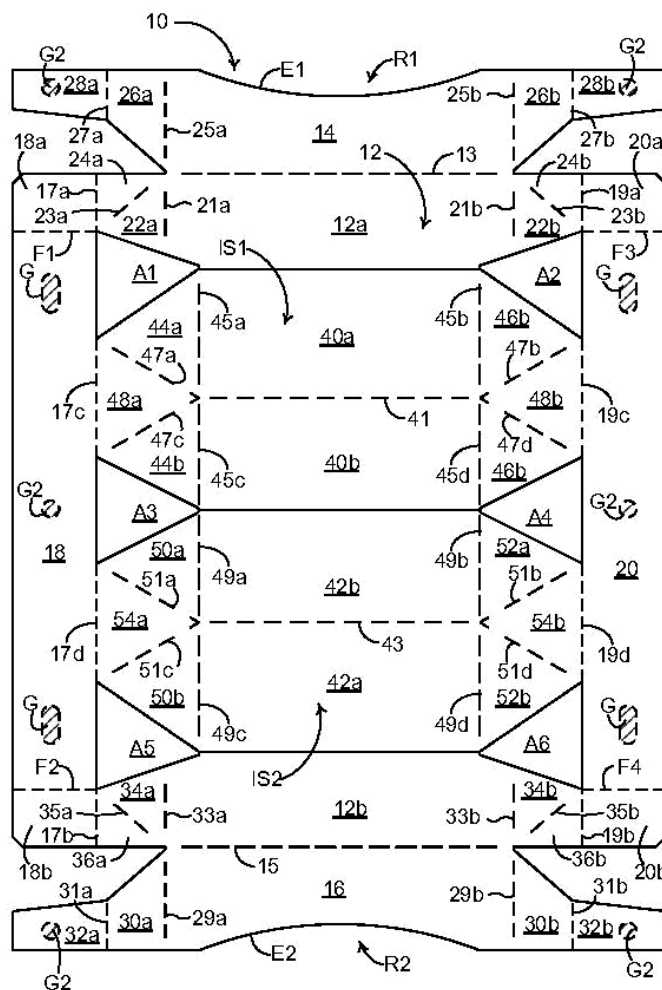 10
G2 28a 26a E1 R1 25b 26b 28b G2
27a 25a 14 27b
18a 24a 12 13 24b 20a
17a 23a 22a 21a 12a 21b 22b 23b 19a
F1 IS1 F3
G A1 A2 G
44a 45a 40a 45b 46b
47a 47b
17c 48a 41 48b 19c
47c 47d
44b 45c 40b 45d 46b
G2 A3 A4 G2
18 50a 49a 42b 49b 52a 20
51a 51b
17d 54a 43 54b 19d
51c 42a 51d
G 50b 49c 49d 52b G
A5 IS2 A6
F2 34a 12b 34b F4
35a 33a 33b 35b
17b 36a 15 36b 19b
18b 31a 16 29b 31b 20b
32a 30a 29a 30b 32b
G2 E2 R2 G2